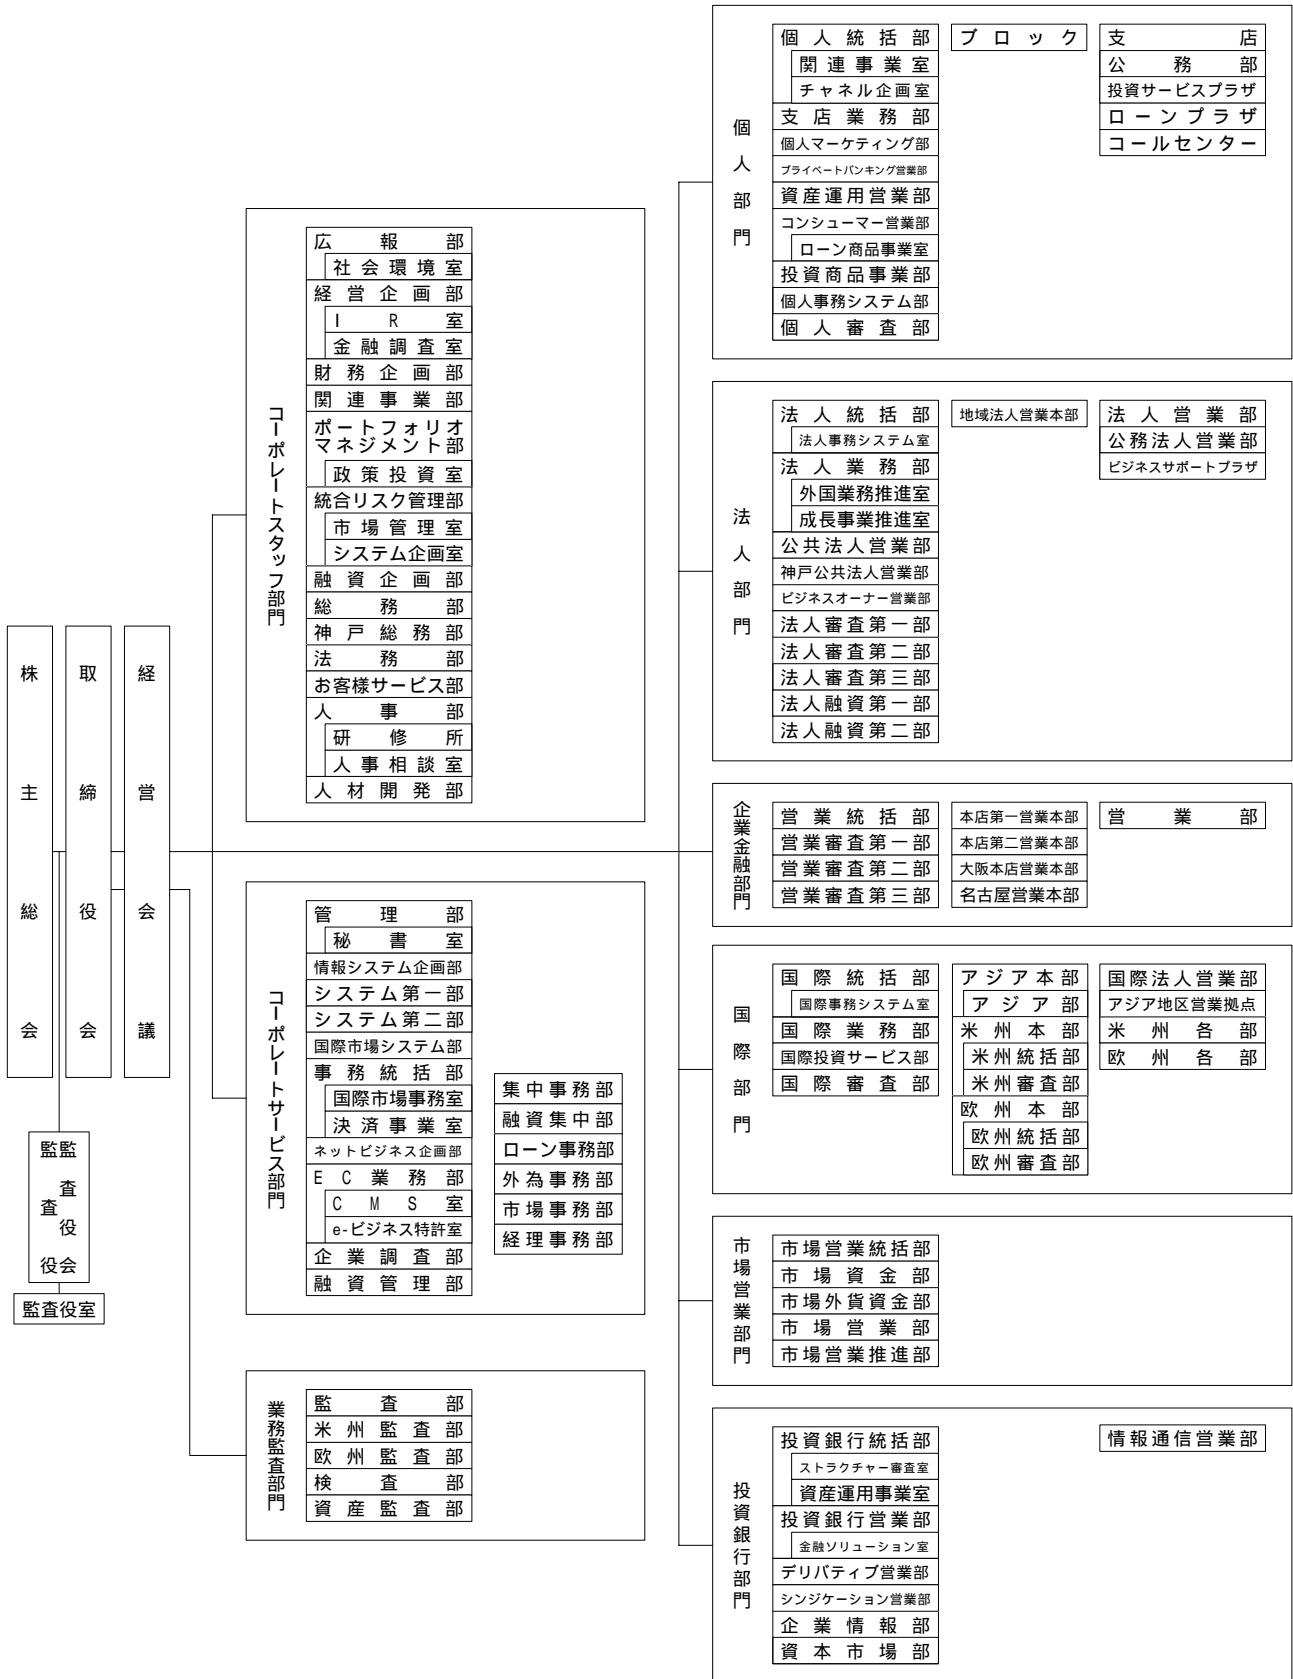 株主総会
取締役会
経営会議
監査役
監査役会
監査役室
コーポレートスタッフ部門
広報部
社会環境室
経営企画部
IR室
金融調査室
財務企画部
関連事業部
ポートフォリオ
マネジメント部
政策投資室
統合リスク管理部
市場管理室
システム企画室
融資企画部
総務部
神戸総務部
法務部
お客様サービス部
人事部
研修所
人事相談室
人材開発部
コーポレートサービス部門
管理部
秘書室
情報システム企画部
システム第一部
システム第二部
国際市場システム部
事務統括部
国際市場事務室
決済事業室
ネットビジネス企画部
EC業務部
CMS室
e-ビジネス特許室
企業調査部
融資管理部
集中事務部
融資集中部
ローン事務部
外為事務部
市場事務部
経理事務部
業務監査部門
監査部
米州監査部
欧州監査部
検査部
資産監査部
個人部門
個人統括部
関連事業室
チャネル企画室
支店業務部
個人マーケティング部
プライベートバンキング営業部
資産運用営業部
コンシューマー営業部
ローン商品事業室
投資商品事業部
個人事務システム部
個人審査部
ブロック
支店
公務部
投資サービスプラザ
ローンプラザ
コールセンター
法人部門
法人統括部
法人事務システム室
法人業務部
外国業務推進室
成長事業推進室
公共法人営業部
神戸公共法人営業部
ビジネスオーナー営業部
法人審査第一部
法人審査第二部
法人審査第三部
法人融資第一部
法人融資第二部
地域法人営業本部
法人営業部
公務法人営業部
ビジネスサポートプラザ
企業金融部門
営業統括部
営業審査第一部
営業審査第二部
営業審査第三部
本店第一営業本部
本店第二営業本部
大阪本店営業本部
名古屋営業本部
営業部
国際部門
国際統括部
国際事務システム室
国際業務部
国際投資サービス部
国際審査部
アジア本部
アジア部
米州本部
米州統括部
米州審査部
欧州本部
欧州統括部
欧州審査部
国際法人営業部
アジア地区営業拠点
米州各部
欧州各部
市場営業部門
市場営業統括部
市場資金部
市場外貨資金部
市場営業部
市場営業推進部
投資銀行部門
投資銀行統括部
ストラクチャー審査室
資産運用事業室
投資銀行営業部
金融ソリューション室
デリバティブ営業部
シンジケーション営業部
企業情報部
資本市場部
情報通信営業部